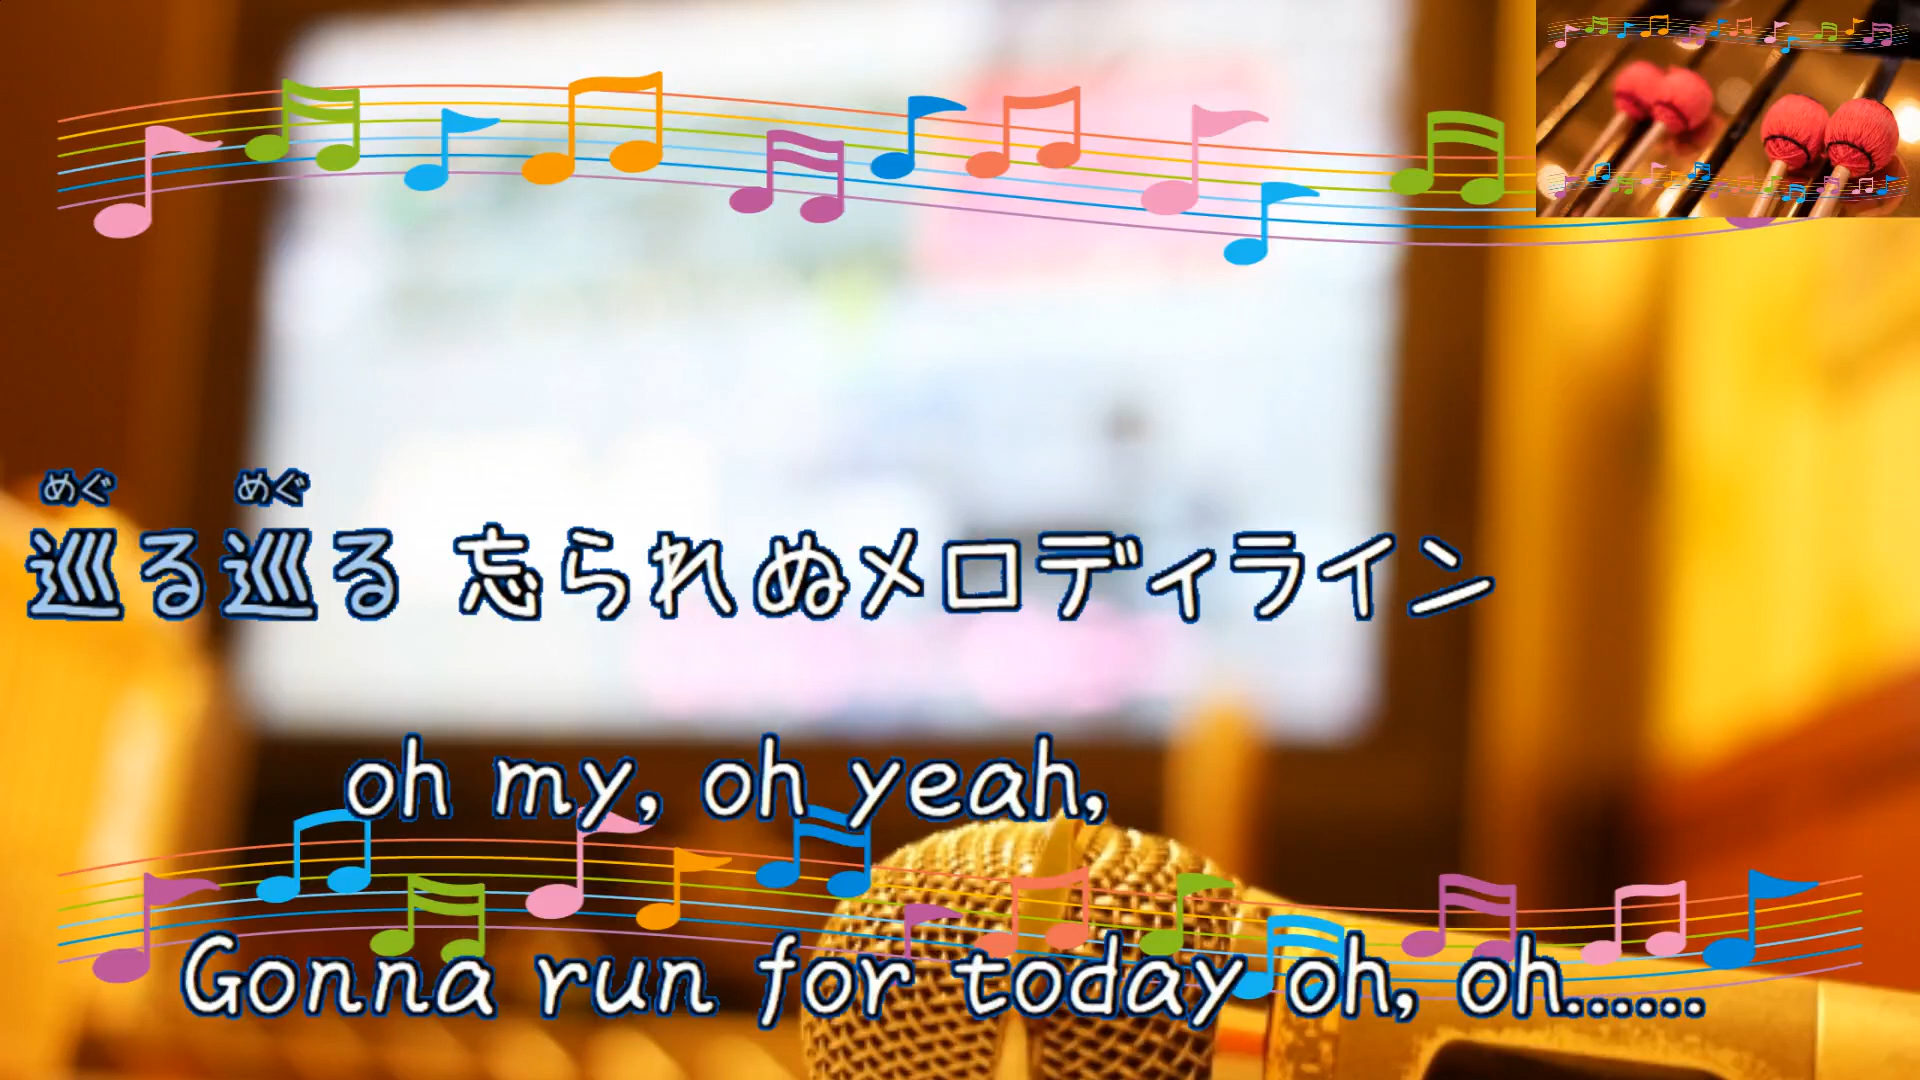 めぐ めぐ
巡る巡る 忘られぬメロディライン
oh my, oh yeah,
Gonna run for today oh, oh......